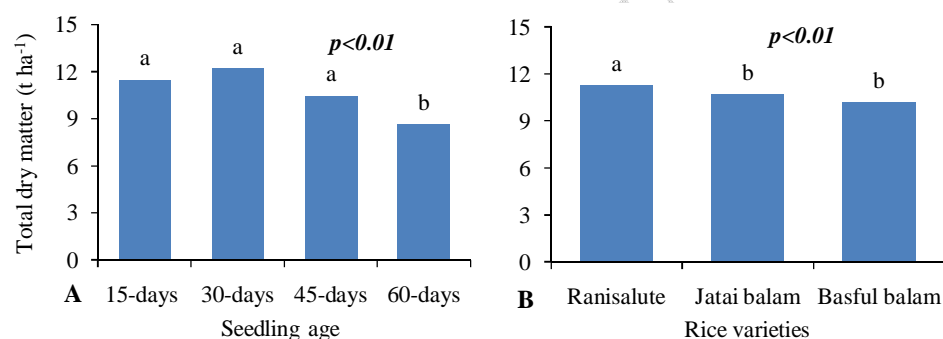 15
12
9
6
3
0
Total dry matter (t ha⁻¹)
p<0.01
a
a
a
b
A
15-days 30-days 45-days 60-days
Seedling age
15
12
9
6
3
0
p<0.01
a
b
b
B
Ranisalute Jatai balam Basful balam
Rice varieties